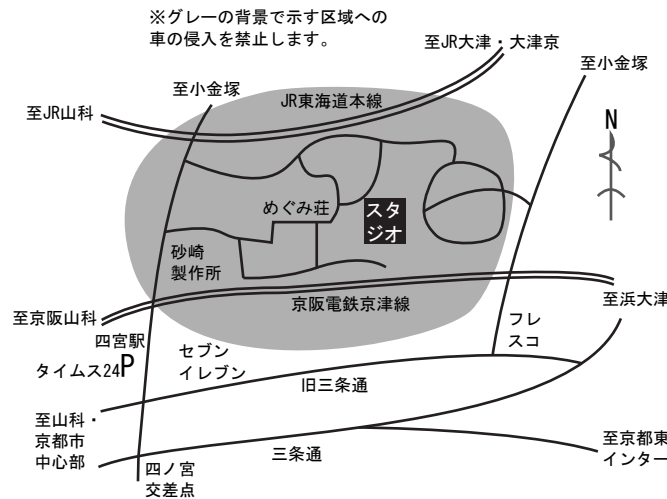 ※グレーの背景で示す区域への
車の侵入を禁止します。
至JR大津・大津京
至小金塚
至小金塚
JR東海道本線
至JR山科
N
めぐみ荘
スタ
ジオ
砂崎
製作所
至浜大津
京阪電鉄京津線
至京阪山科
フレ
スコ
四宮駅
セブン
イレブン
タイムス24P
旧三条通
至山科・
京都市
中心部
三条通
至京都東
インター
四ノ宮
交差点